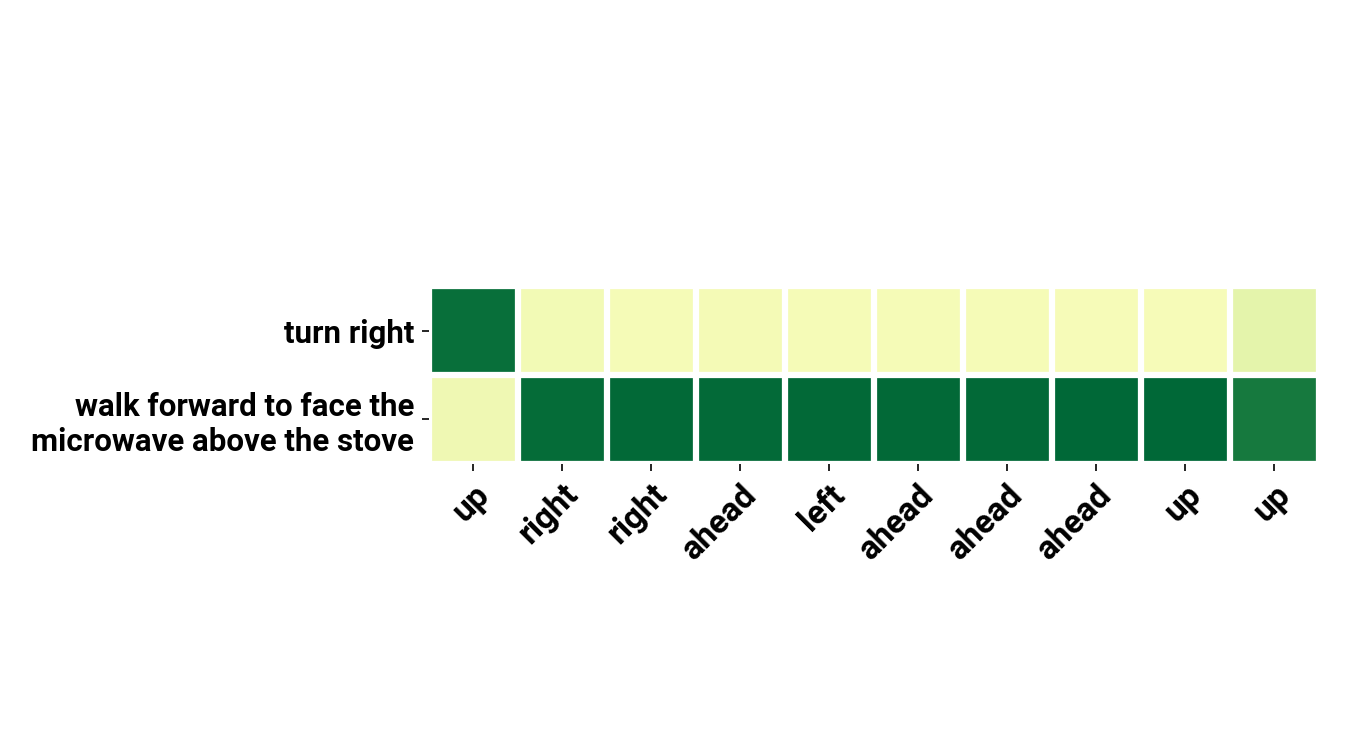 turn right
walk forward to face the
microwave above the stove
up
right
right
ahead
left
ahead
ahead
ahead
up
up